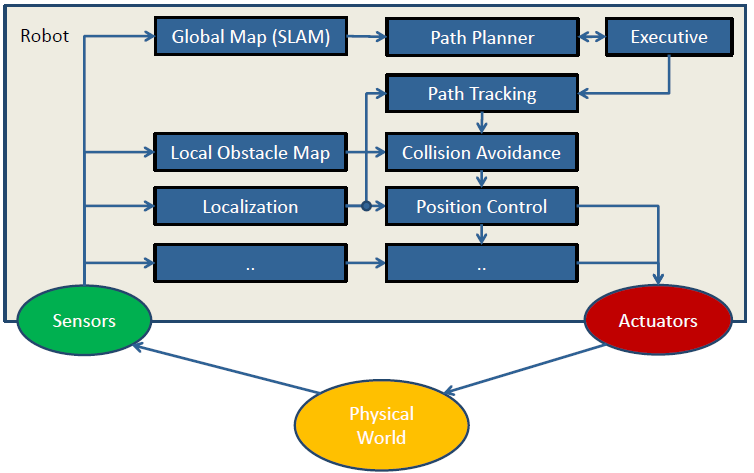 Robot
Global Map (SLAM)
Path Planner
Executive
Path Tracking
Local Obstacle Map
Collision Avoidance
Localization
Position Control
..
..
Sensors
Actuators
Physical
World